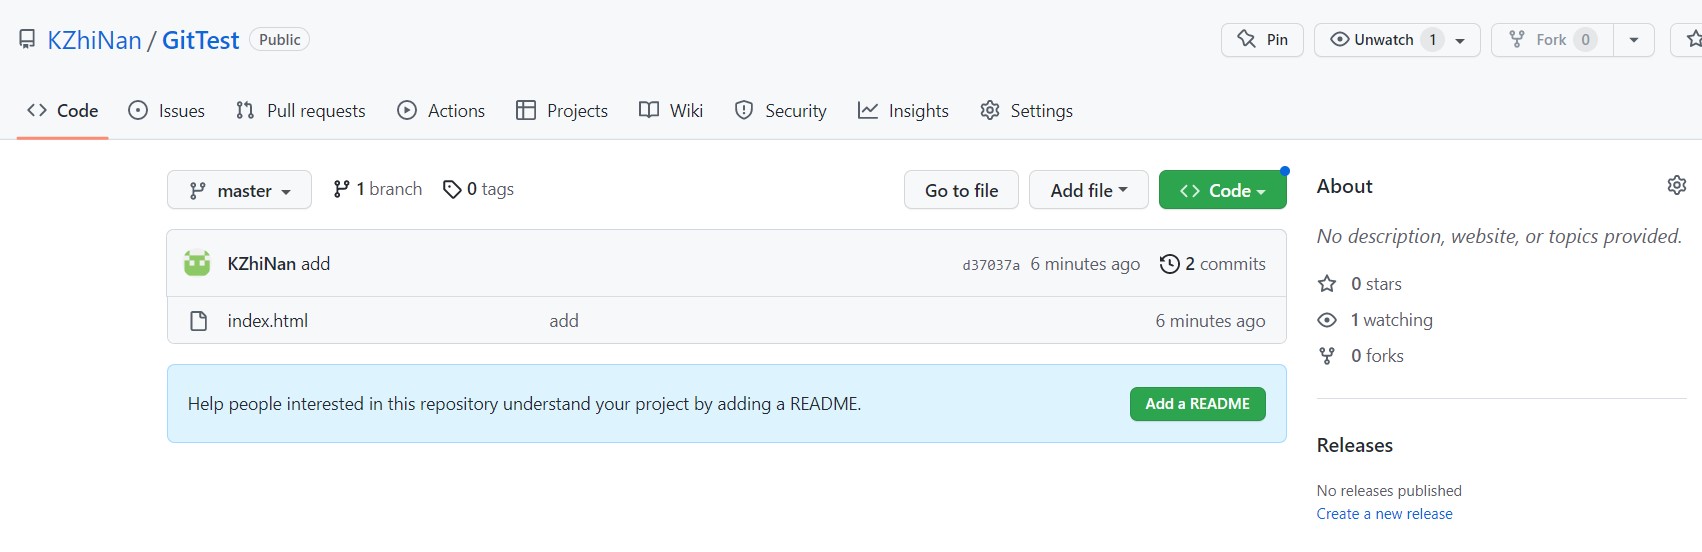 KZhiNan / GitTest Public Pin Unwatch 1 Fork 0
Code Issues Pull requests Actions Projects Wiki Security Insights Settings
master 1 branch 0 tags Go to file Add file Code
KZhiNan add d37037a 6 minutes ago 2 commits
index.html add 6 minutes ago
Help people interested in this repository understand your project by adding a README. Add a README
About
No description, website, or topics provided.
0 stars
1 watching
0 forks
Releases
No releases published
Create a new release